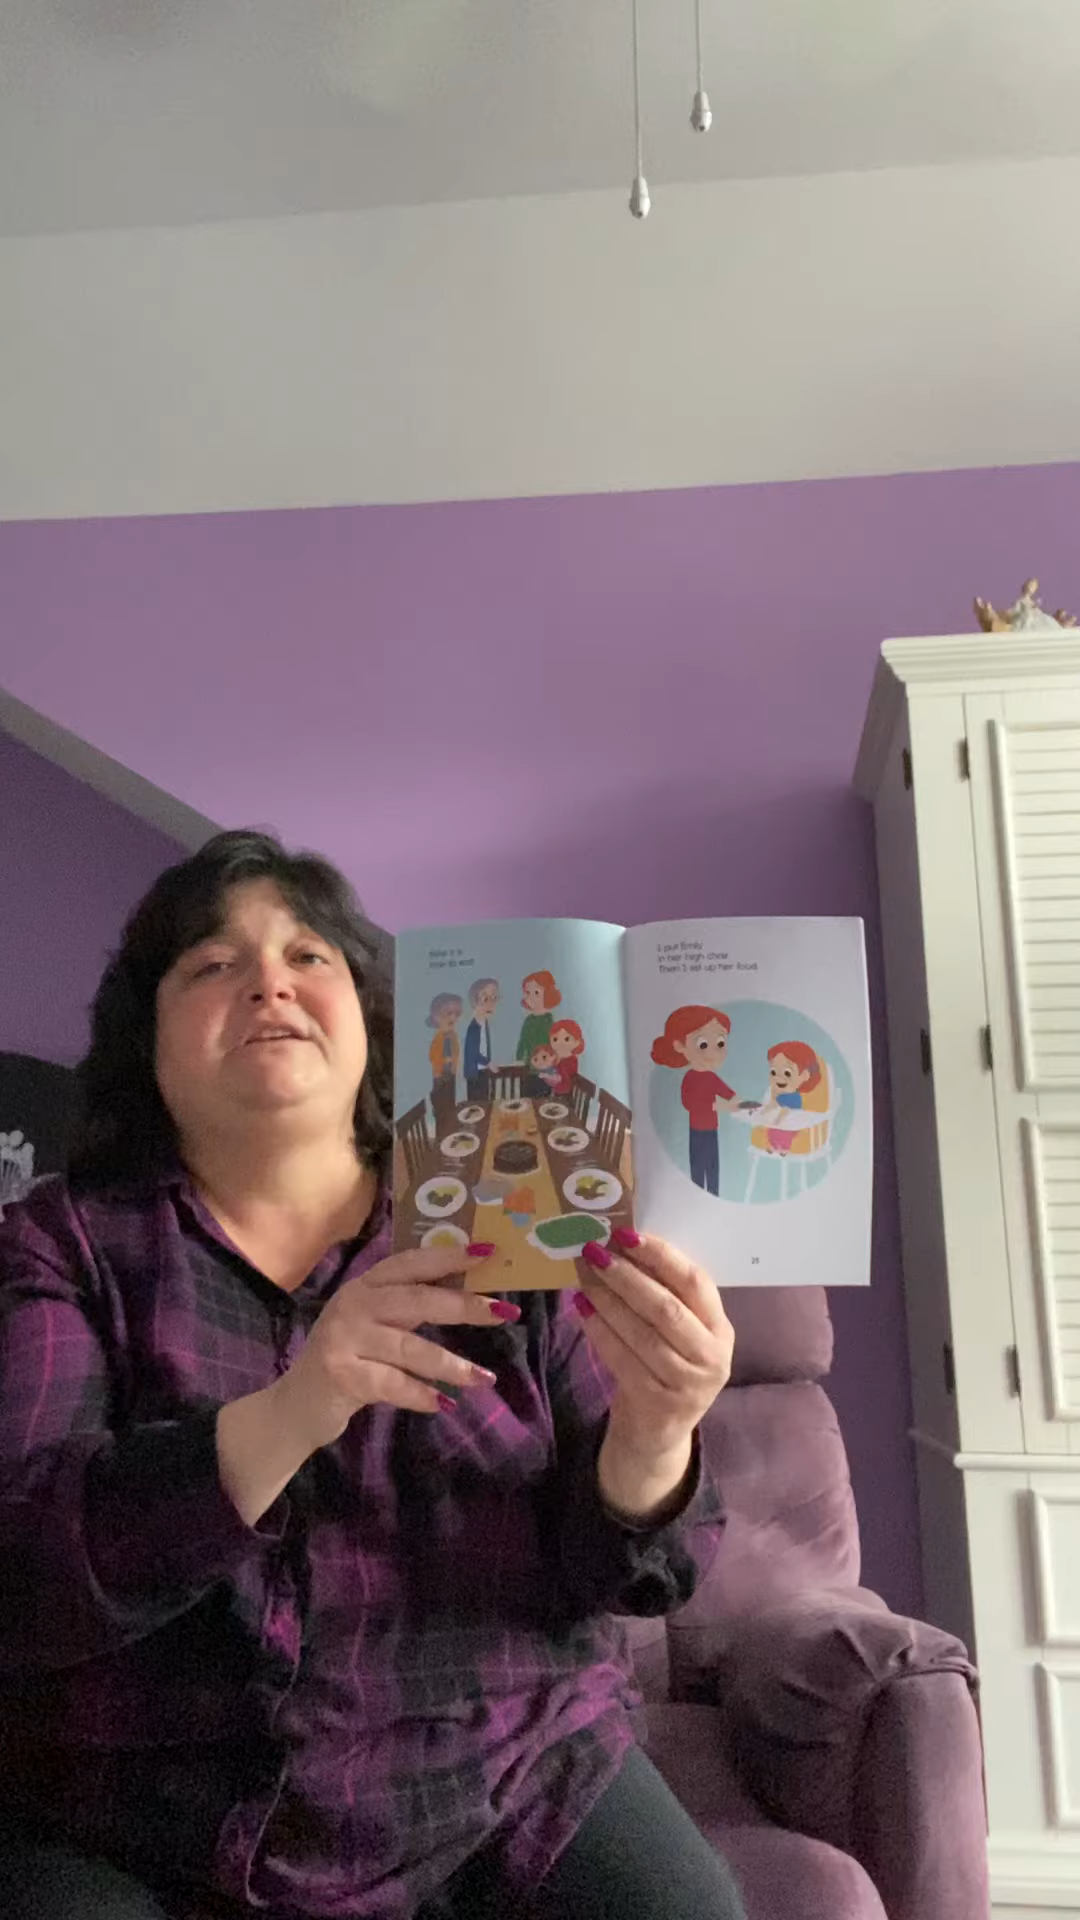 Now it is
time to eat!
I put Emily
in her high chair.
Then I set up her food.
25